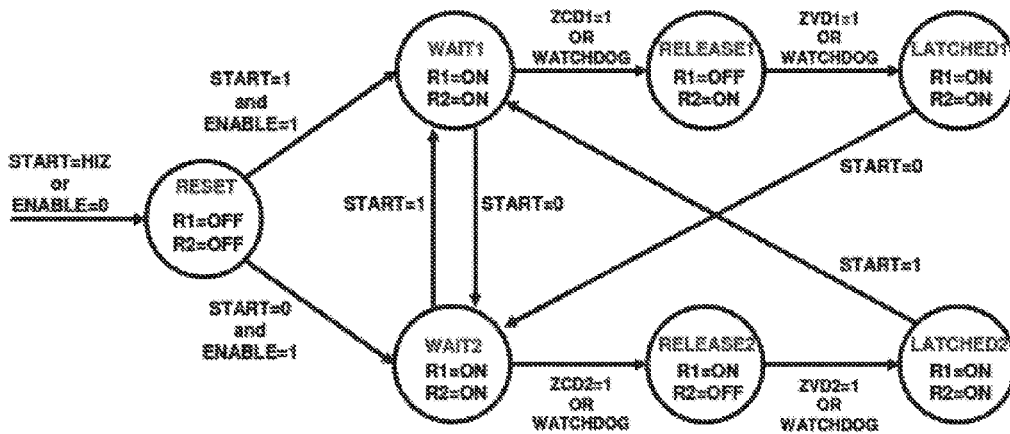 START=HIZ
or
ENABLE=0
RESET
R1=OFF
R2=OFF
START=1
and
ENABLE=1
START=0
and
ENABLE=1
WAIT1
R1=ON
R2=ON
ZCD1=1
OR
WATCHDOG
RELEASE1
R1=OFF
R2=ON
ZVD1=1
OR
WATCHDOG
LATCHED1
R1=ON
R2=ON
START=1
START=0
START=0
START=1
WAIT2
R1=ON
R2=ON
ZCD2=1
OR
WATCHDOG
RELEASE2
R1=ON
R2=OFF
ZVD2=1
OR
WATCHDOG
LATCHED2
R1=ON
R2=ON